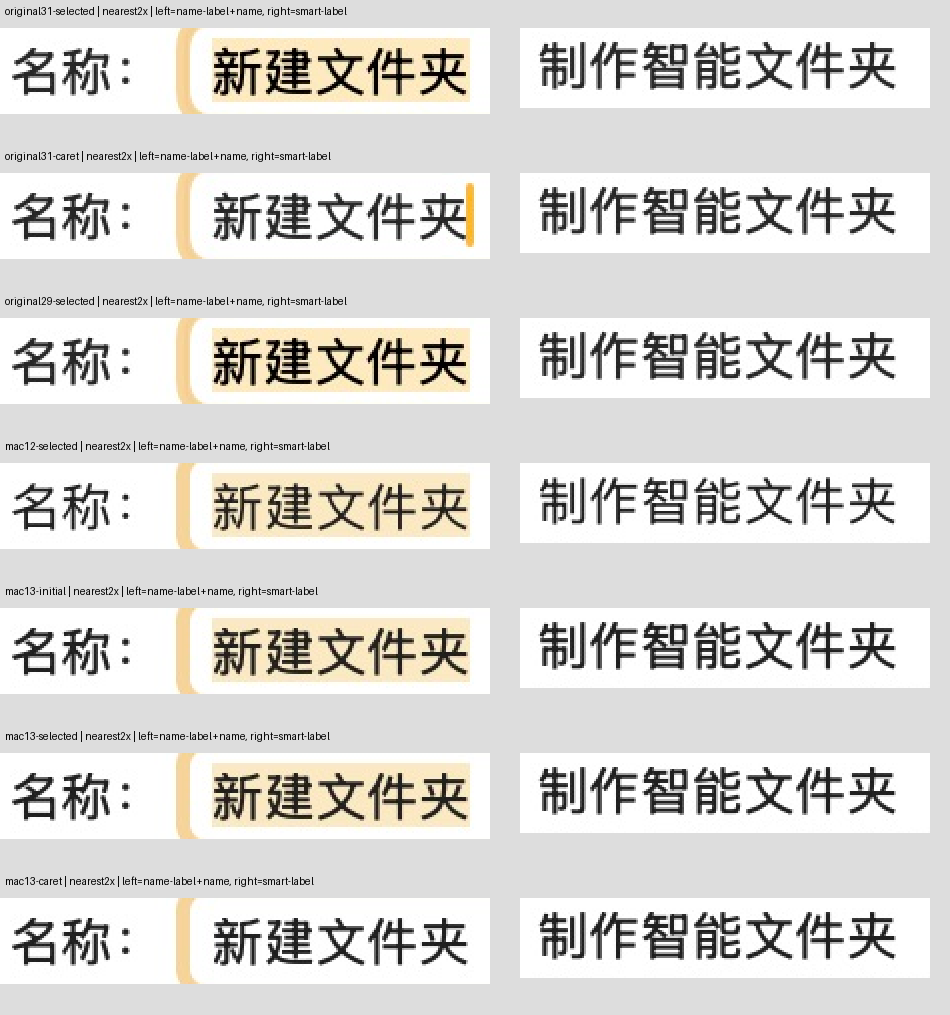 original31-selected | nearest2x | left=name-label+name, right=smart-label
名称： 新建文件夹 制作智能文件夹
original31-caret | nearest2x | left=name-label+name, right=smart-label
名称： 新建文件夹 制作智能文件夹
original29-selected | nearest2x | left=name-label+name, right=smart-label
名称： 新建文件夹 制作智能文件夹
mac12-selected | nearest2x | left=name-label+name, right=smart-label
名称： 新建文件夹 制作智能文件夹
mac13-initial | nearest2x | left=name-label+name, right=smart-label
名称： 新建文件夹 制作智能文件夹
mac13-selected | nearest2x | left=name-label+name, right=smart-label
名称： 新建文件夹 制作智能文件夹
mac13-caret | nearest2x | left=name-label+name, right=smart-label
名称： 新建文件夹 制作智能文件夹